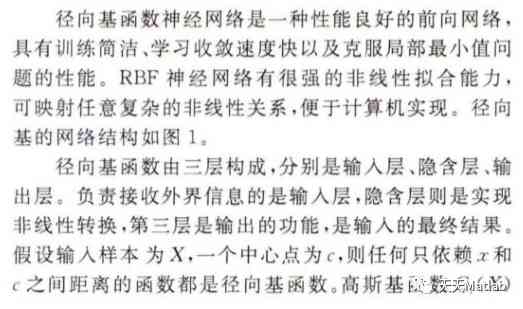 径向基函数神经网络是一种性能良好的前向网络,
具有训练简洁、学习收敛速度快以及克服局部最小值问
题的性能。RBF 神经网络有很强的非线性拟合能力,
可映射任意复杂的非线性关系,便于计算机实现。径向
基的网络结构如图 1。
径向基函数由三层构成,分别是输入层、隐含层、输
出层。负责接收外界信息的是输入层,隐含层则是实现
非线性转换,第三层是输出的功能,是输入的最终结果。
假设输入样本为 X,一个中心点为 c,则任何只依赖 x 和
c 之间距离的函数都是径向基函数。高斯基函数
天天Matlab